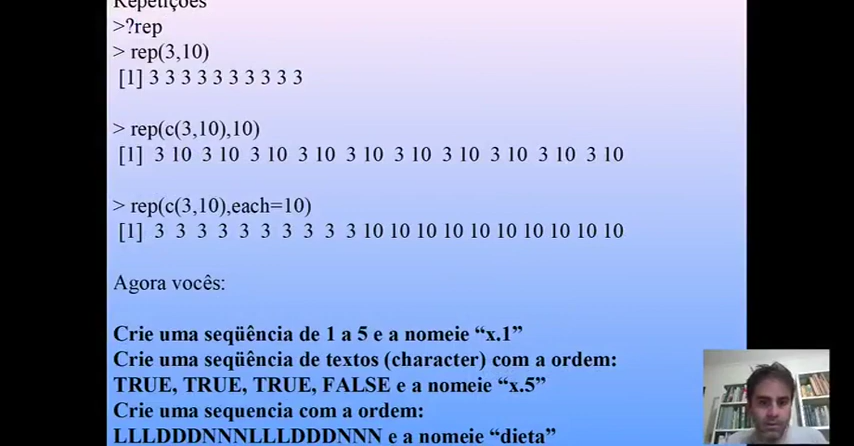 Repetições
>?rep
> rep(3,10)
[1] 3 3 3 3 3 3 3 3 3 3
> rep(c(3,10),10)
[1] 3 10 3 10 3 10 3 10 3 10 3 10 3 10 3 10 3 10 3 10
> rep(c(3,10),each=10)
[1] 3 3 3 3 3 3 3 3 3 3 10 10 10 10 10 10 10 10 10 10
Agora vocês:
Crie uma seqüência de 1 a 5 e a nomeie “x.1”
Crie uma seqüência de textos (character) com a ordem:
TRUE, TRUE, TRUE, FALSE e a nomeie “x.5”
Crie uma sequencia com a ordem:
LLLDDDNNNLLLDDDNNN e a nomeie “dieta”